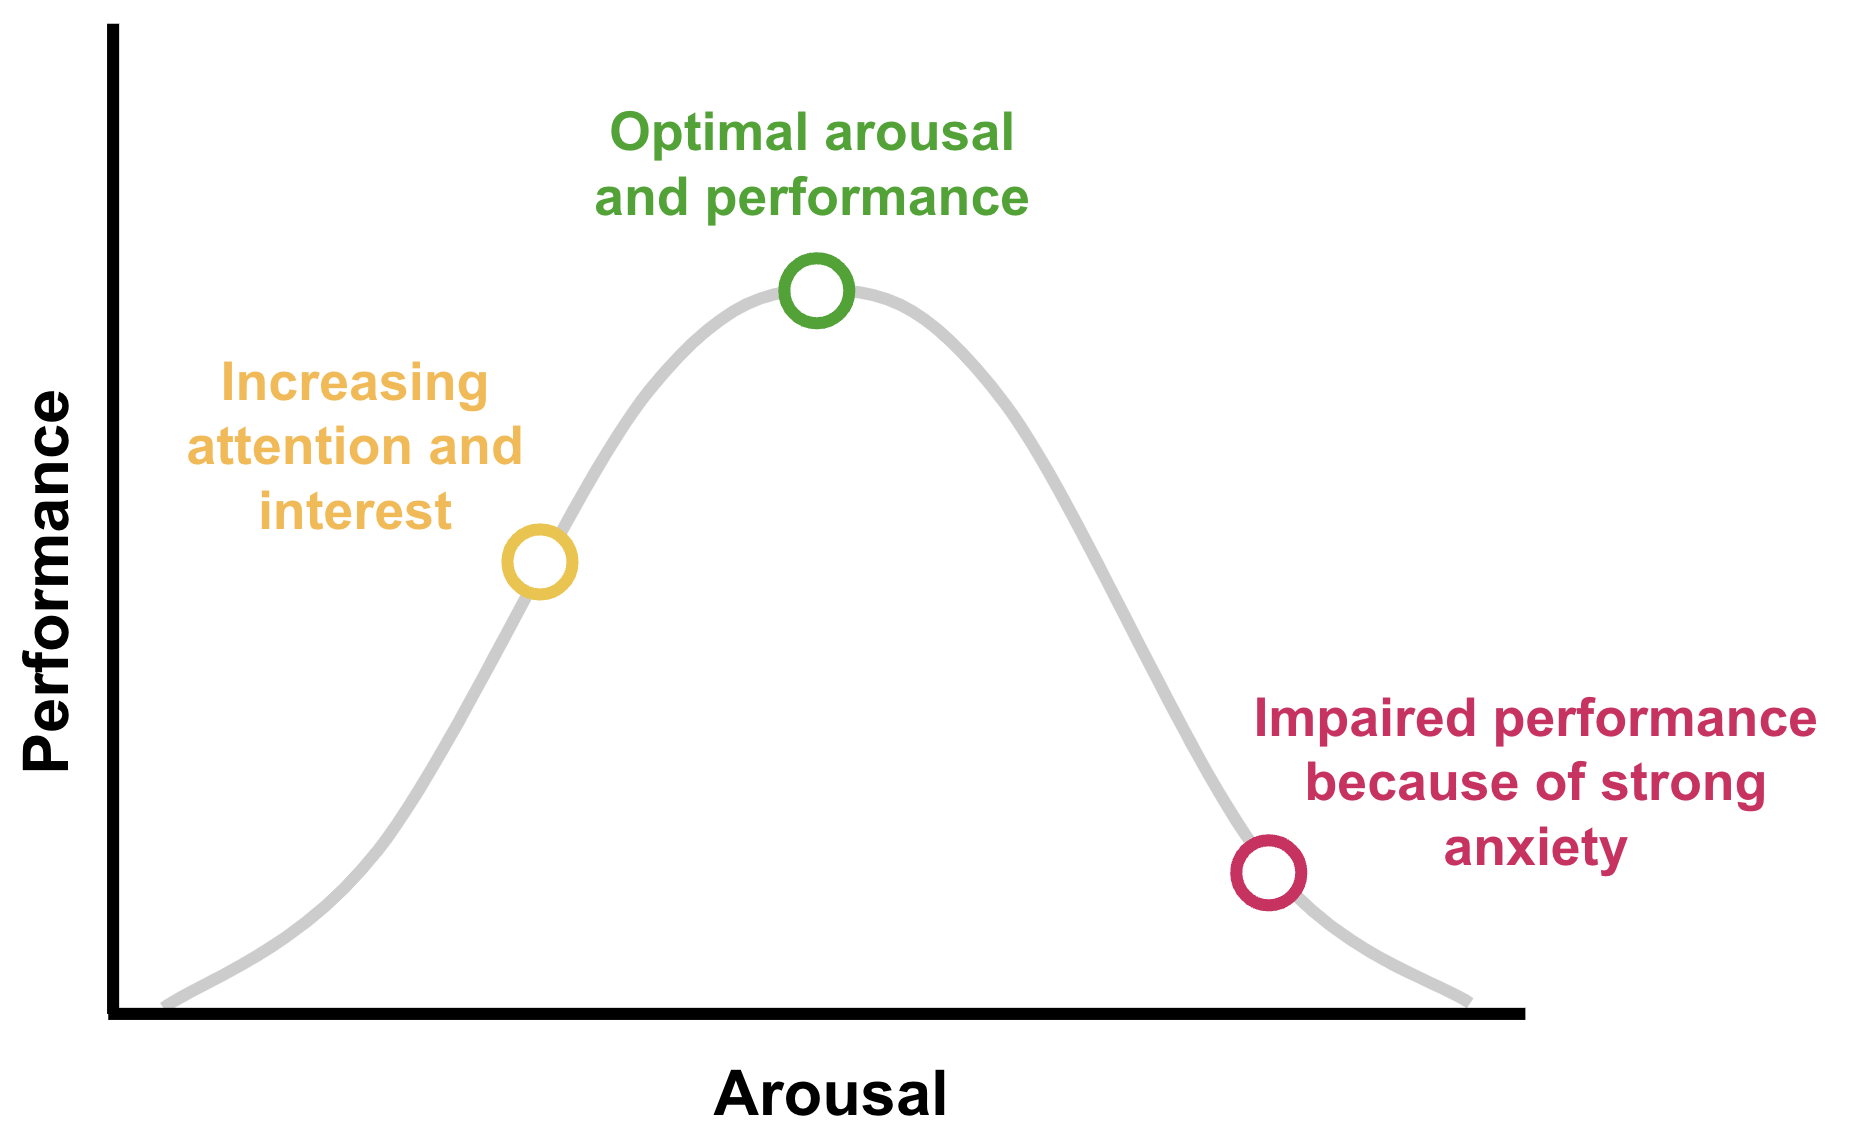 Optimal arousal
and performance
Increasing
attention and
interest
Performance
Impaired performance
because of strong
anxiety
Arousal